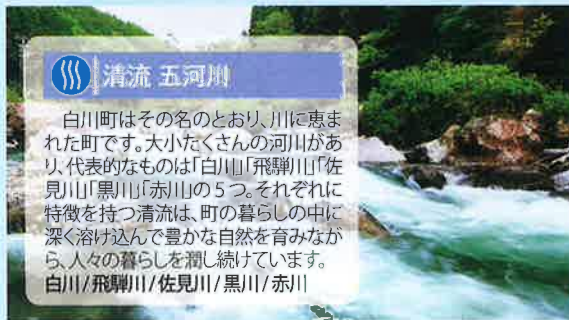 清流 五河川
白川町はその名のとおり、川に恵ま
れた町です。大小たくさんの河川があ
り、代表的なものは「白川」「飛騨川」「佐
見川」「黒川」「赤川」の５つ。それぞれに
特徴を持つ清流は、町の暮らしの中に
深く溶け込んで豊かな自然を育みなが
ら、人々の暮らしを潤し続けています。
白川/飛騨川/佐見川/黒川/赤川